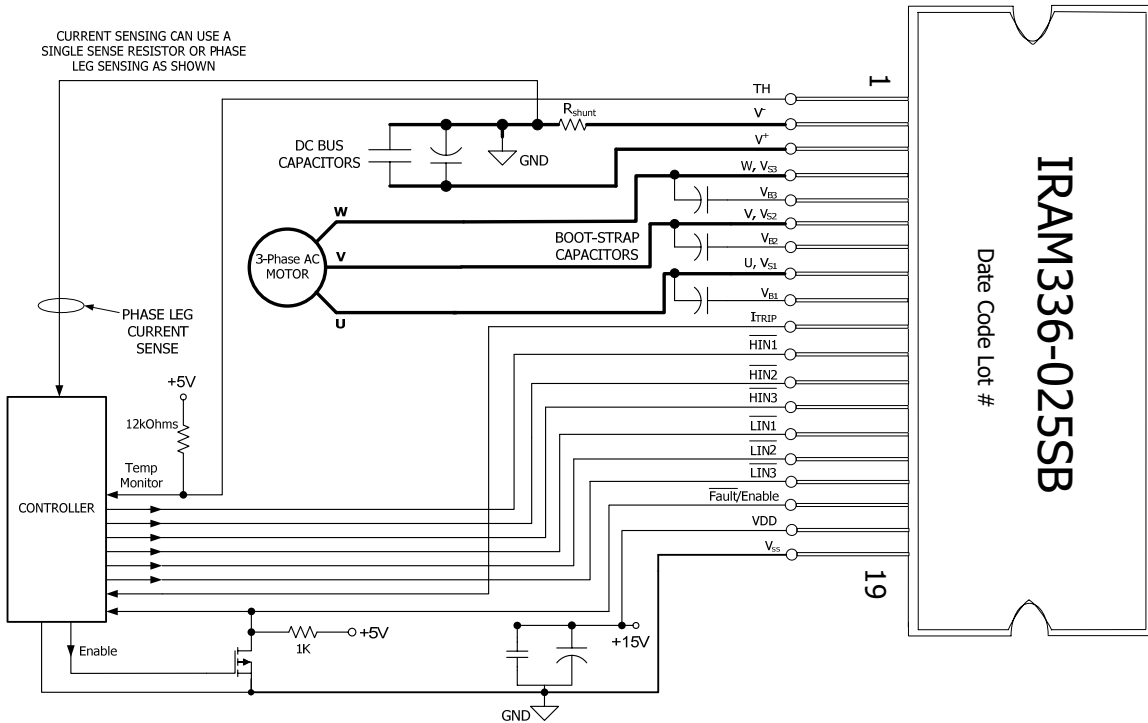 CURRENT SENSING CAN USE A
SINGLE SENSE RESISTOR OR PHASE
LEG SENSING AS SHOWN
DC BUS
CAPACITORS
GND
Rshunt
3-Phase AC
MOTOR
W
V
U
BOOT-STRAP
CAPACITORS
PHASE LEG
CURRENT
SENSE
+5V
12kOhms
Temp
Monitor
CONTROLLER
Enable
1K
+5V
+15V
GND
1
TH
V-
V+
W, VS3
VB3
V, VS2
VB2
U, VS1
VB1
ITRIP
HIN1
HIN2
HIN3
LIN1
LIN2
LIN3
Fault/Enable
VDD
Vss
19
IRAM336-025SB
Date Code Lot #